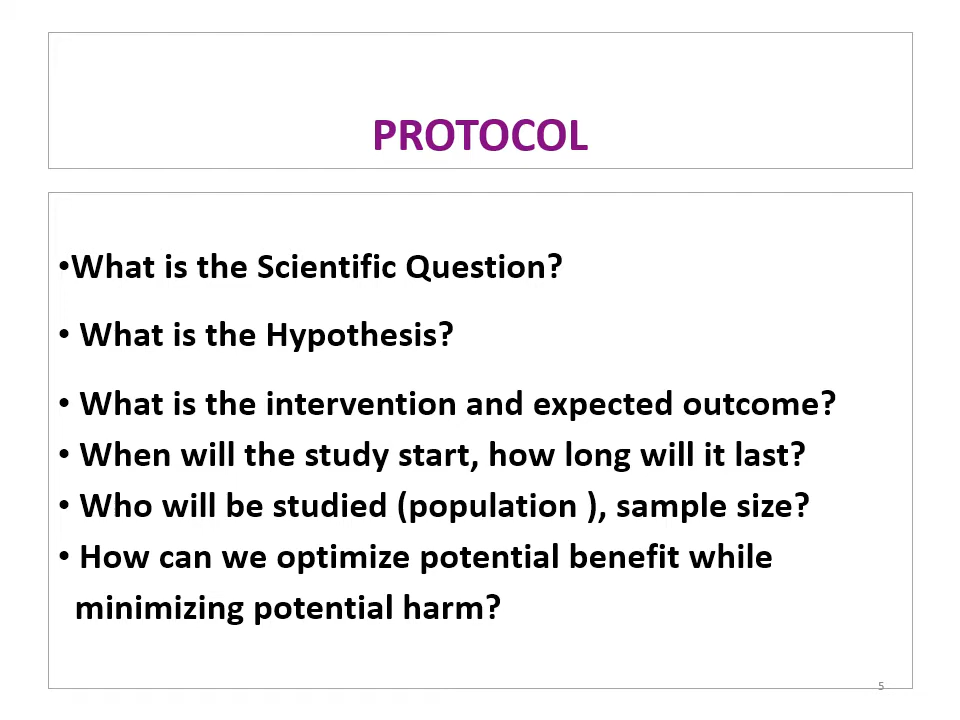 PROTOCOL
•What is the Scientific Question?
• What is the Hypothesis?
• What is the intervention and expected outcome?
• When will the study start, how long will it last?
• Who will be studied (population ), sample size?
• How can we optimize potential benefit while
minimizing potential harm?
5